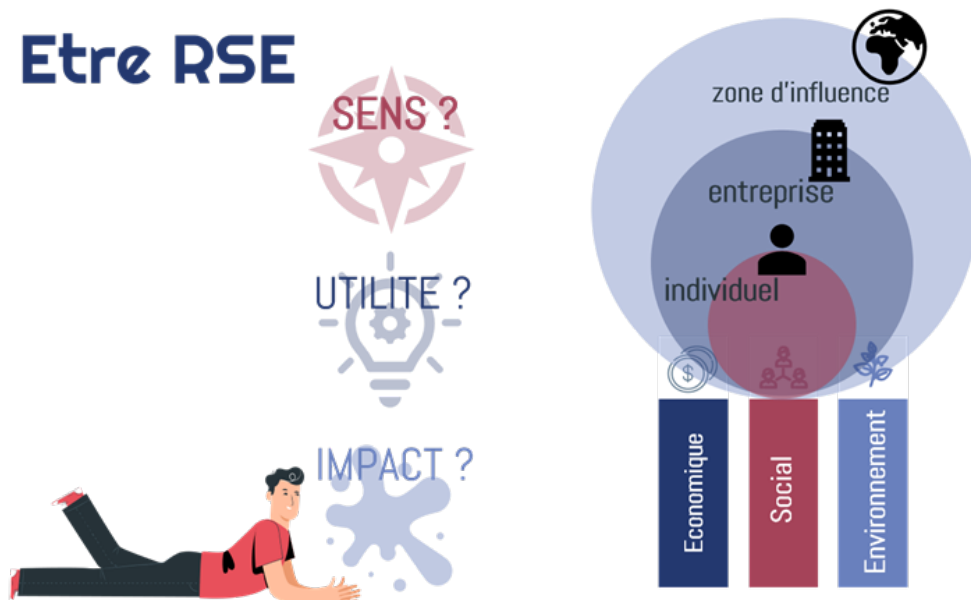 Etre RSE
SENS ?
UTILITE ?
IMPACT ?
zone d'influence
entreprise
individuel
$
Economique
Social
Environnement